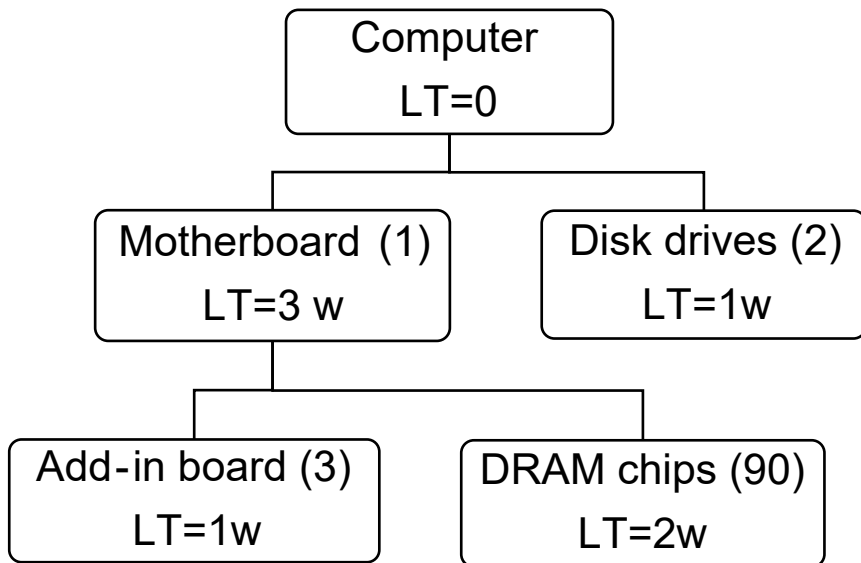 Computer
LT=0
Motherboard (1)
LT=3 w
Disk drives (2)
LT=1w
Add-in board (3)
LT=1w
DRAM chips (90)
LT=2w